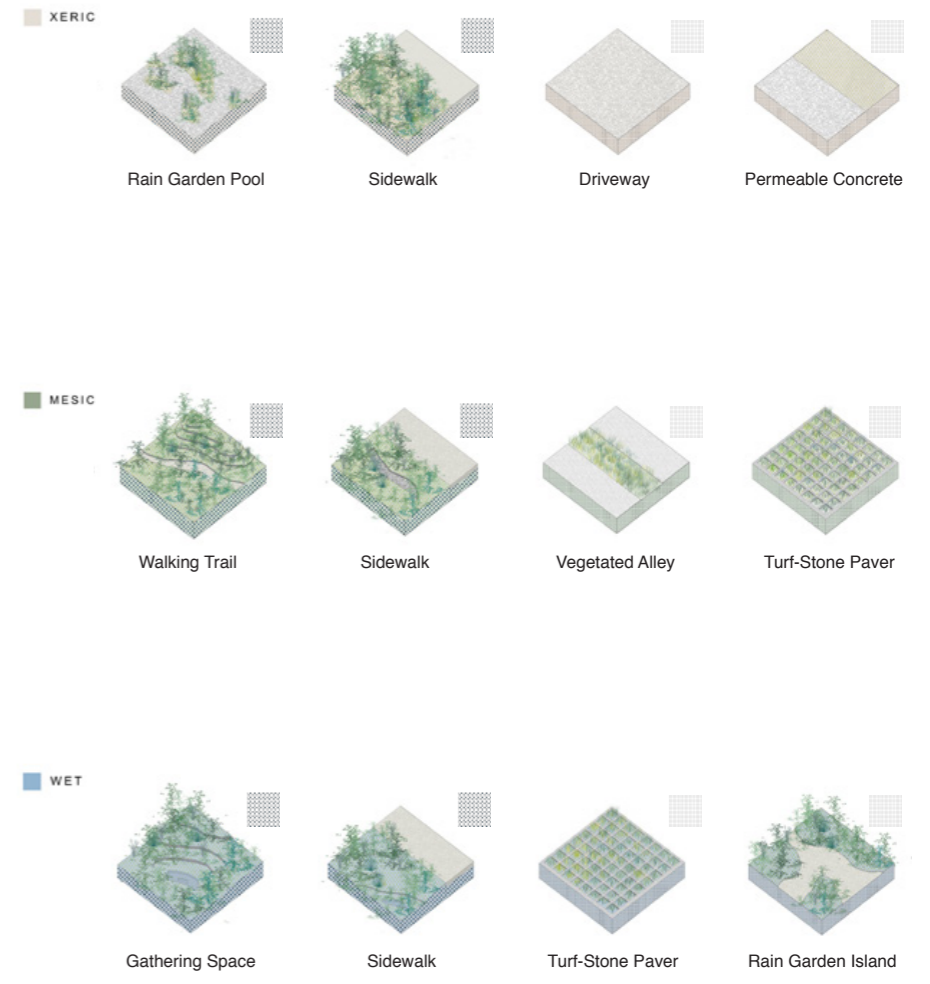 XERIC
Rain Garden Pool
Sidewalk
Driveway
Permeable Concrete
MESIC
Walking Trail
Sidewalk
Vegetated Alley
Turf-Stone Paver
WET
Gathering Space
Sidewalk
Turf-Stone Paver
Rain Garden Island